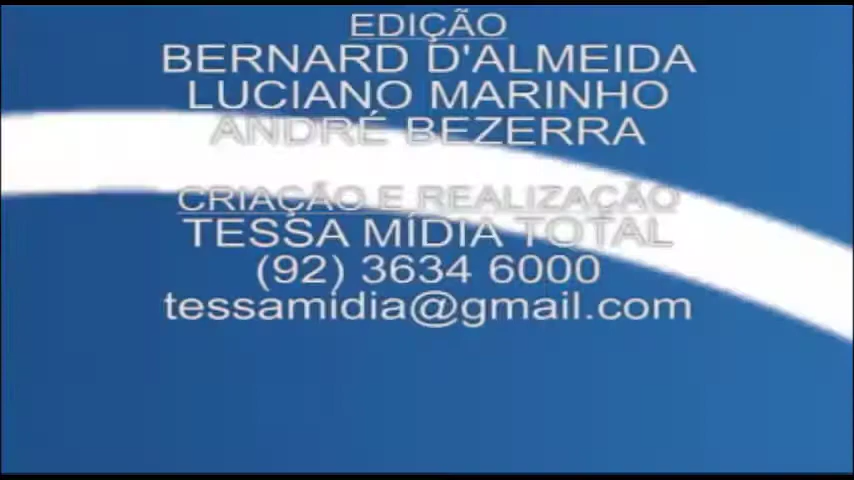 EDIÇÃO
BERNARD D'ALMEIDA
LUCIANO MARINHO
ANDRÉ BEZERRA
CRIAÇÃO E REALIZAÇÃO
TESSA MÍDIA TOTAL
(92) 3634 6000
tessamidia@gmail.com